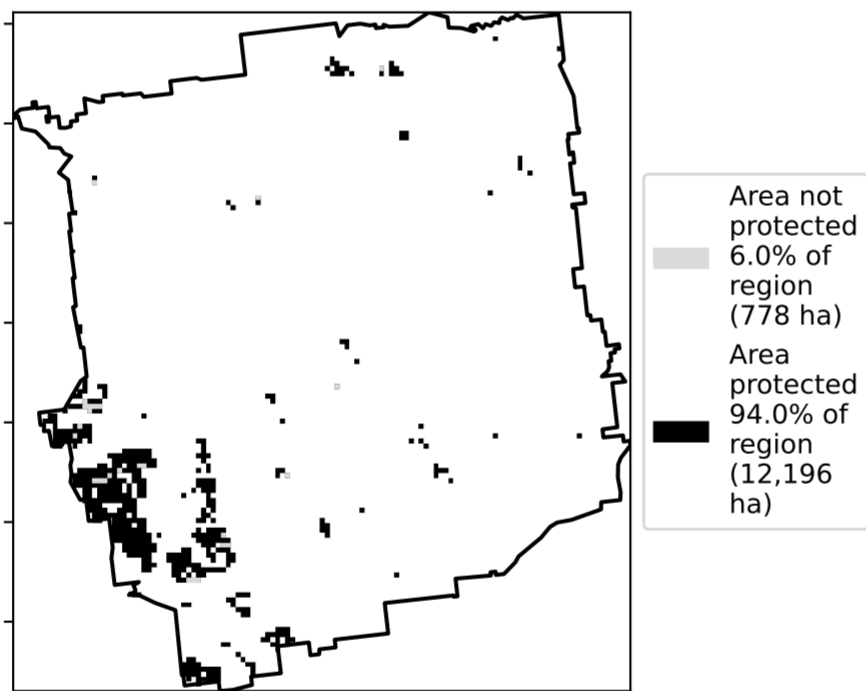 Area not
protected
6.0% of
region
(778 ha)
Area
protected
94.0% of
region
(12,196
ha)